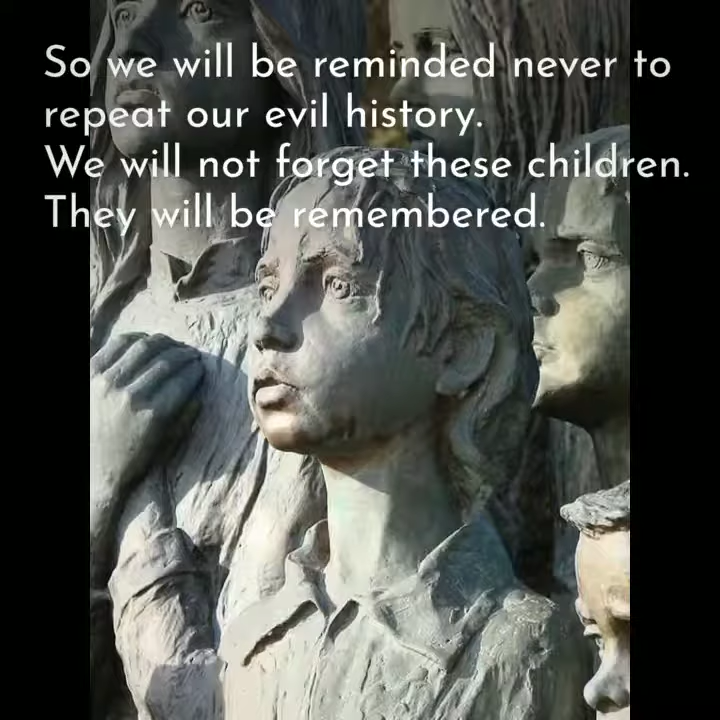 So we will be reminded never to
repeat our evil history.
We will not forget these children.
They will be remembered.